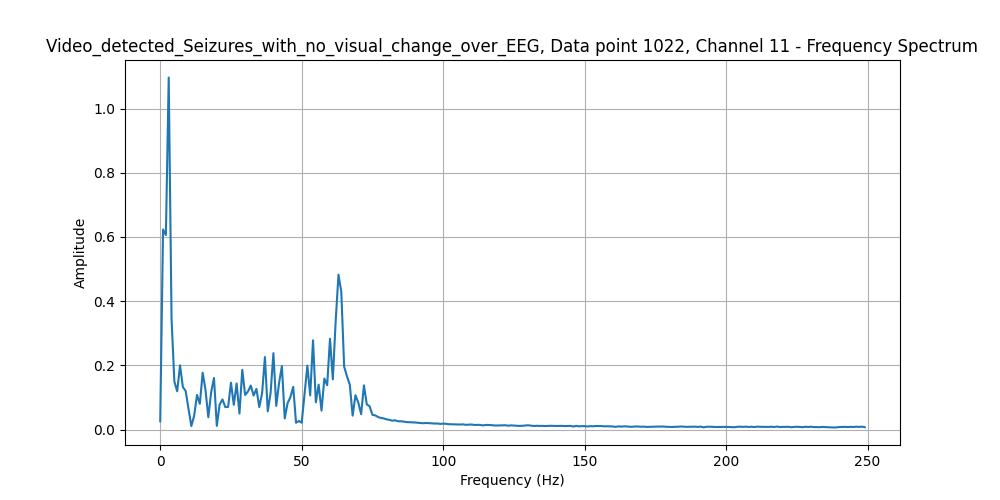 Video_detected_Seizures_with_no_visual_change_over_EEG, Data point 1022, Channel 11 - Frequency Spectrum
1.0
0.8
0.6
0.4
0.2
0.0
Amplitude
0 50 100 150 200 250
Frequency (Hz)